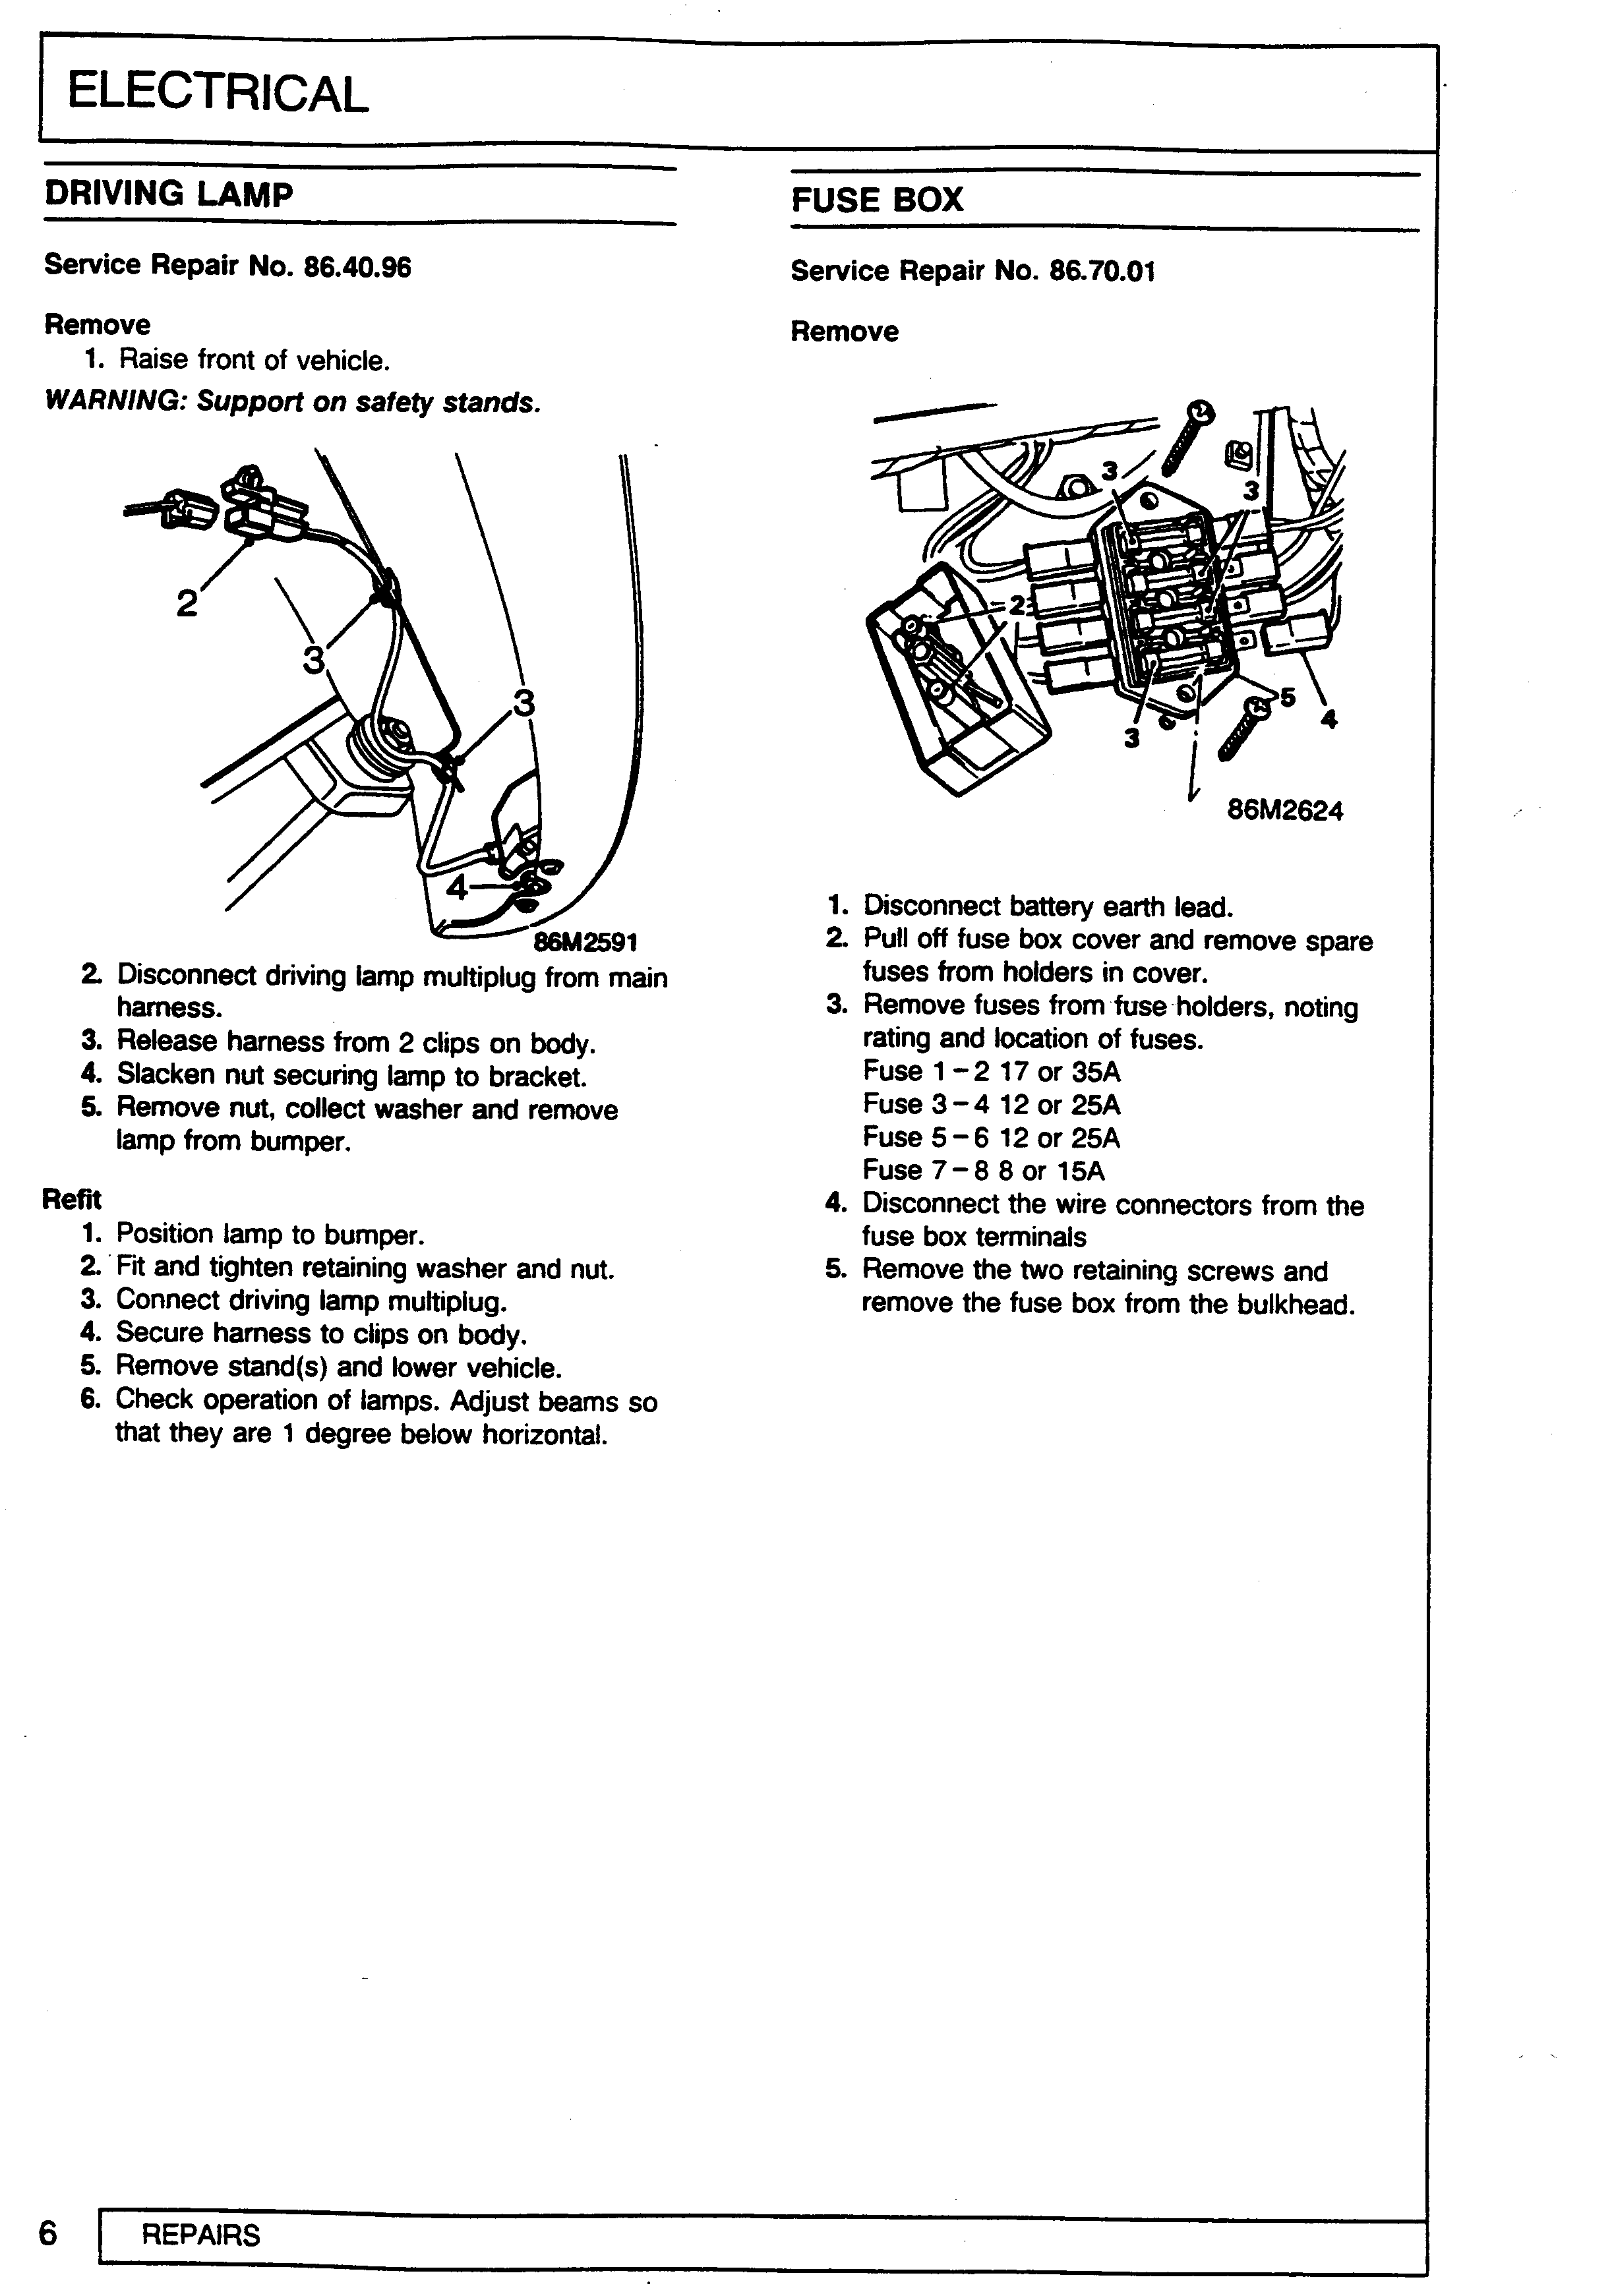 ELECTRICAL
DRIVING LAMP
Service Repair No. 86.40.96
Remove
1. Raise front of vehicle.
WARNING: Support on safety stands.
2
3
3
4
86M2591
2. Disconnect driving lamp multiplug from main
harness.
3. Release harness from 2 clips on body.
4. Slacken nut securing lamp to bracket.
5. Remove nut, collect washer and remove
lamp from bumper.
Refit
1. Position lamp to bumper.
2. Fit and tighten retaining washer and nut.
3. Connect driving lamp multiplug.
4. Secure harness to clips on body.
5. Remove stand(s) and lower vehicle.
6. Check operation of lamps. Adjust beams so
that they are 1 degree below horizontal.
FUSE BOX
Service Repair No. 86.70.01
Remove
3
3
2
5
4
3
86M2624
1. Disconnect battery earth lead.
2. Pull off fuse box cover and remove spare
fuses from holders in cover.
3. Remove fuses from fuse holders, noting
rating and location of fuses.
Fuse 1 – 2 17 or 35A
Fuse 3 – 4 12 or 25A
Fuse 5 – 6 12 or 25A
Fuse 7 – 8 8 or 15A
4. Disconnect the wire connectors from the
fuse box terminals
5. Remove the two retaining screws and
remove the fuse box from the bulkhead.
6
REPAIRS